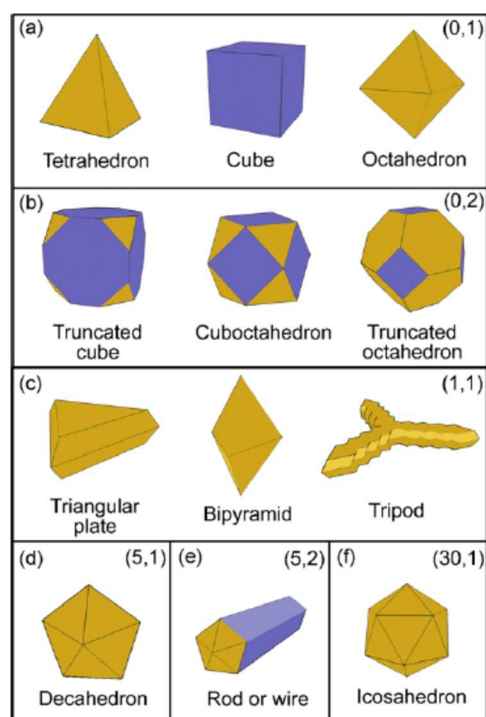 (a) (0,1)
Tetrahedron Cube Octahedron
(b) (0,2)
Truncated cube Cuboctahedron Truncated octahedron
(c) (1,1)
Triangular plate Bipyramid Tripod
(d) (5,1) (e) (5,2) (f) (30,1)
Decahedron Rod or wire Icosahedron